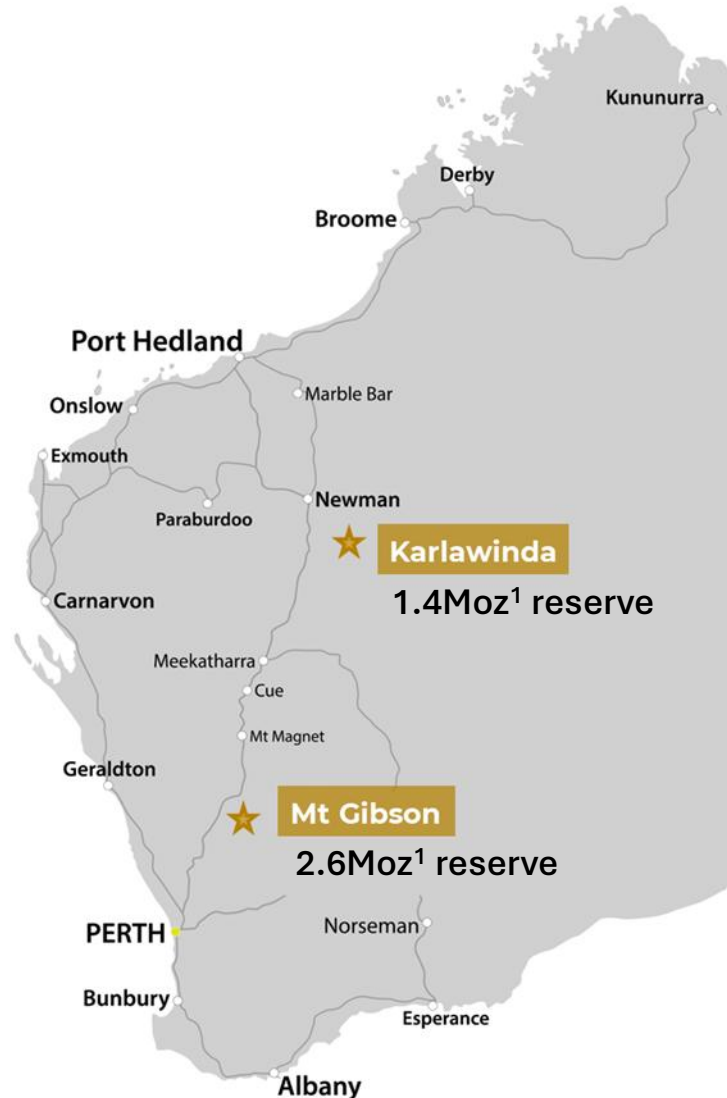 Kununurra
Derby
Broome
Port Hedland
Marble Bar
Onslow
Exmouth
Newman
Paraburdoo
Karlawinda
1.4Moz¹ reserve
Carnarvon
Meekatharra
Cue
Mt Magnet
Geraldton
Mt Gibson
2.6Moz¹ reserve
Norseman
PERTH
Bunbury
Esperance
Albany